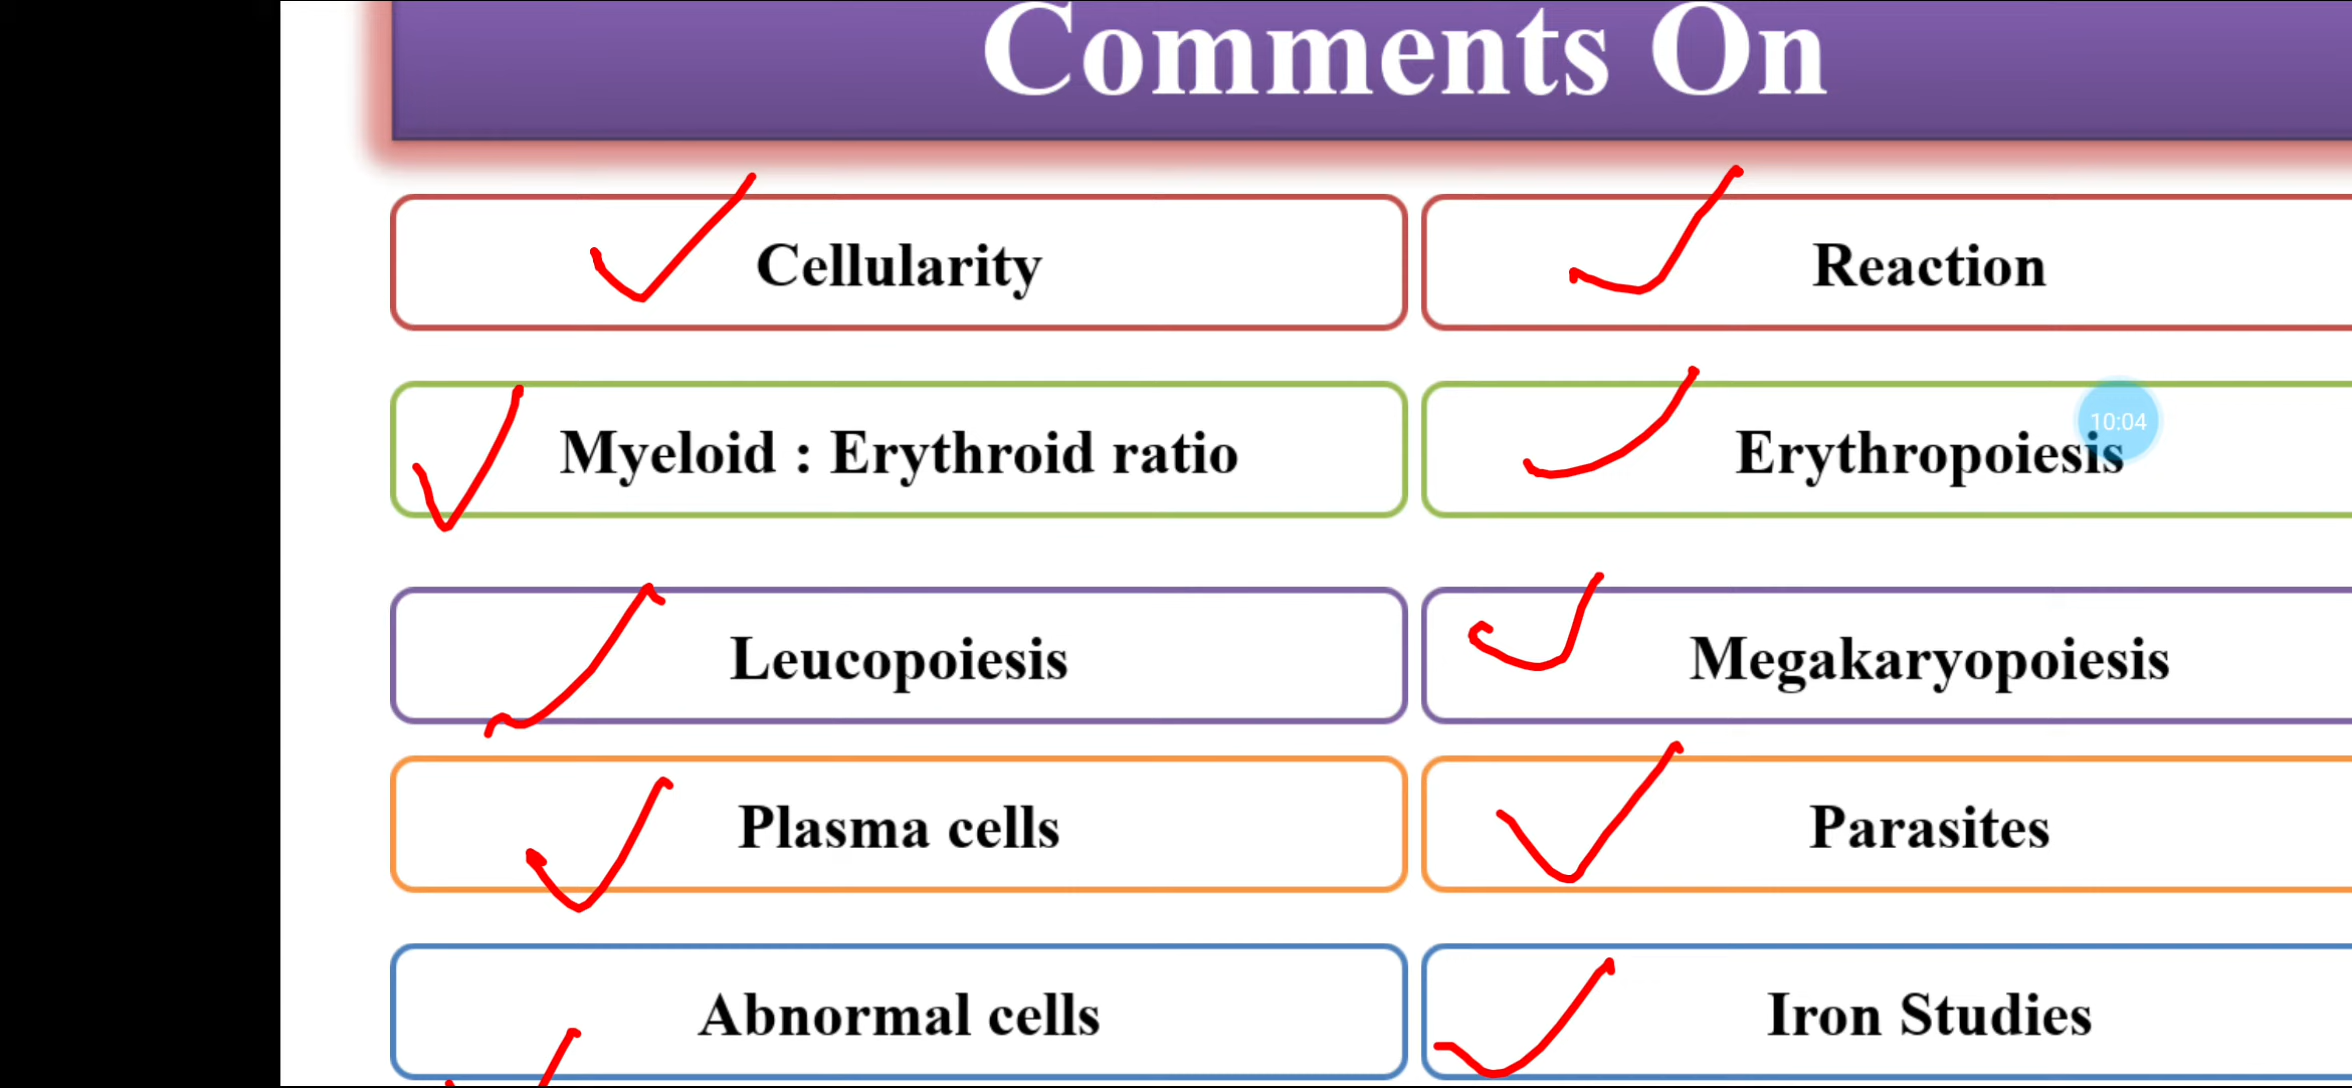 Comments On
Cellularity
Reaction
Myeloid : Erythroid ratio
Erythropoiesis
10:04
Leucopoiesis
Megakaryopoiesis
Plasma cells
Parasites
Abnormal cells
Iron Studies